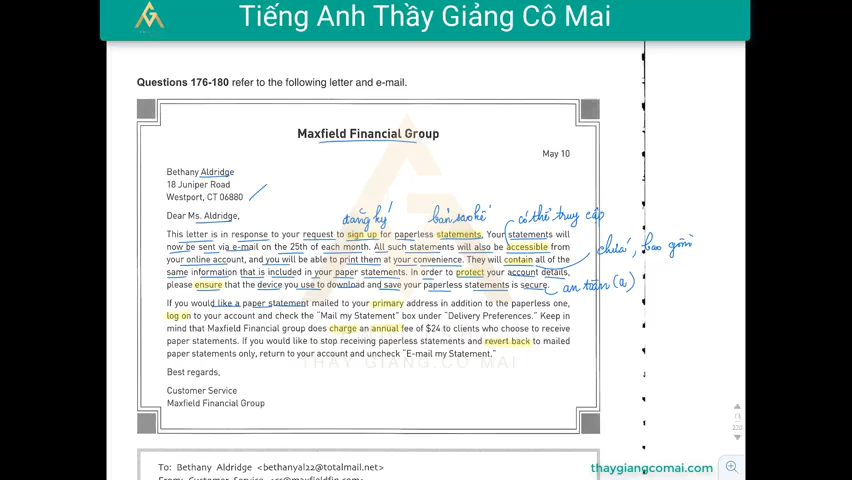 Tiếng Anh Thầy Giảng Cô Mai
Questions 176-180 refer to the following letter and e-mail.
Maxfield Financial Group
May 10
Bethany Aldridge
18 Juniper Road
Westport, CT 06880
Dear Ms. Aldridge,
đăng ký bản sao kê có thể truy cập
This letter is in response to your request to sign up for paperless statements, Your statements will
now be sent via e-mail on the 25th of each month. All such statements will also be accessible from
chứa, bao gồm
your online account, and you will be able to print them at your convenience. They will contain all of the
same information that is included in your paper statements. In order to protect your account details,
please ensure that the device you use to download and save your paperless statements is secure.
an toàn (a)
If you would like a paper statement mailed to your primary address in addition to the paperless one,
log on to your account and check the "Mail my Statement" box under "Delivery Preferences." Keep in
mind that Maxfield Financial group does charge an annual fee of $24 to clients who choose to receive
paper statements. If you would like to stop receiving paperless statements and revert back to mailed
paper statements only, return to your account and uncheck "E-mail my Statement."
THAY GIANG.CO MAI
Best regards,
Customer Service
Maxfield Financial Group
To: Bethany Aldridge <bethanyal22@totalmail.net>
From: Customer Service <cs@maxfieldfin.com>
thaygiangcomai.com